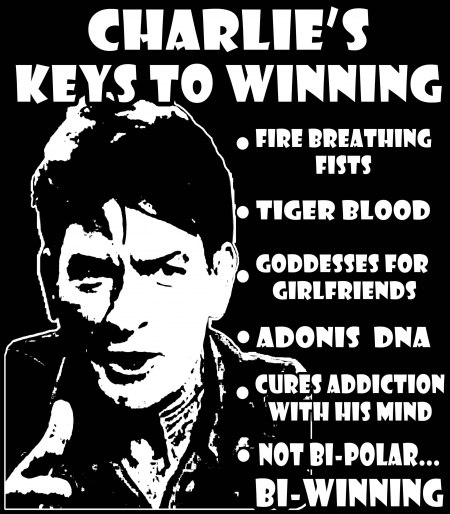 CHARLIE'S
KEYS TO WINNING
• FIRE BREATHING
FISTS
• TIGER BLOOD
• GODDESSES FOR
GIRLFRIENDS
• ADONIS DNA
• CURES ADDICTION
WITH HIS MIND
• NOT BI-POLAR...
BI-WINNING